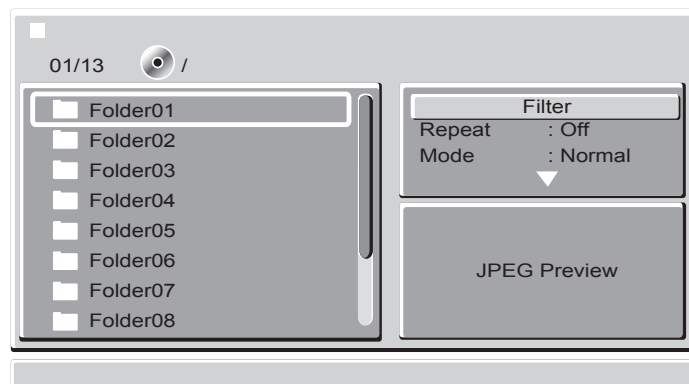 01/13 /
Folder01
Folder02
Folder03
Folder04
Folder05
Folder06
Folder07
Folder08
Filter
Repeat : Off
Mode : Normal
JPEG Preview